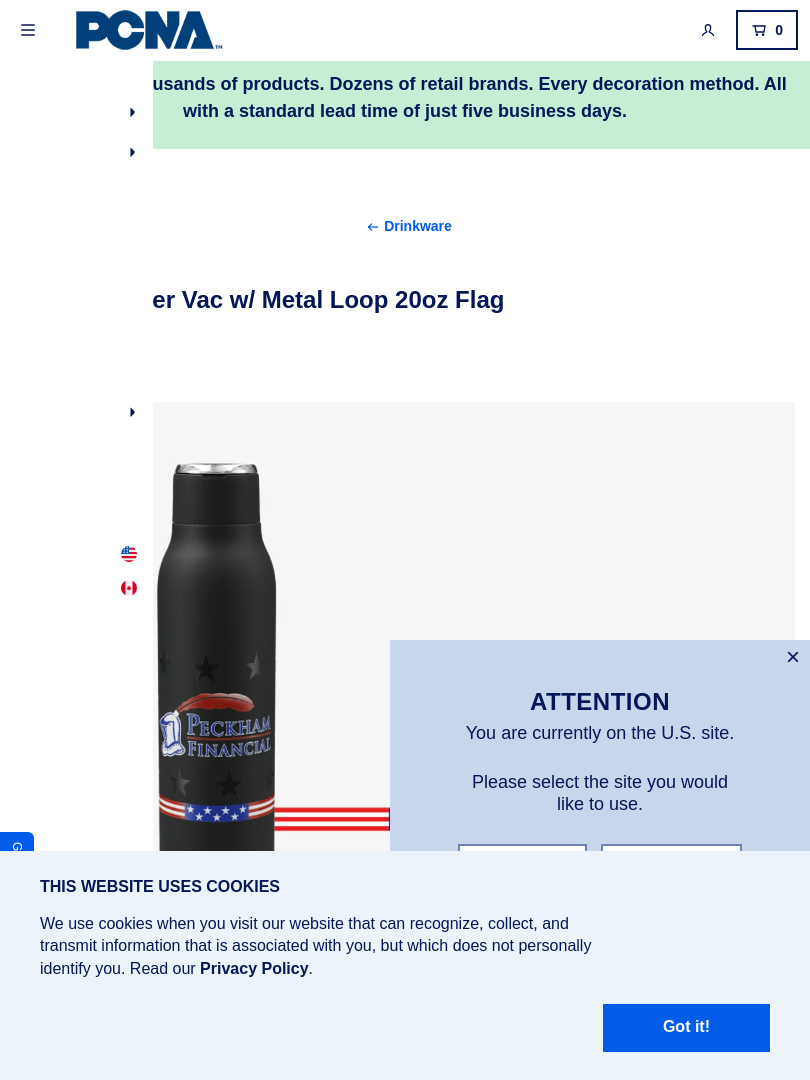 PCNA™
0
usands of products. Dozens of retail brands. Every decoration method. All
with a standard lead time of just five business days.
← Drinkware
er Vac w/ Metal Loop 20oz Flag
PECKHAM
FINANCIAL
ATTENTION
You are currently on the U.S. site.
Please select the site you would
like to use.
G
THIS WEBSITE USES COOKIES
We use cookies when you visit our website that can recognize, collect, and
transmit information that is associated with you, but which does not personally
identify you. Read our Privacy Policy.
Got it!